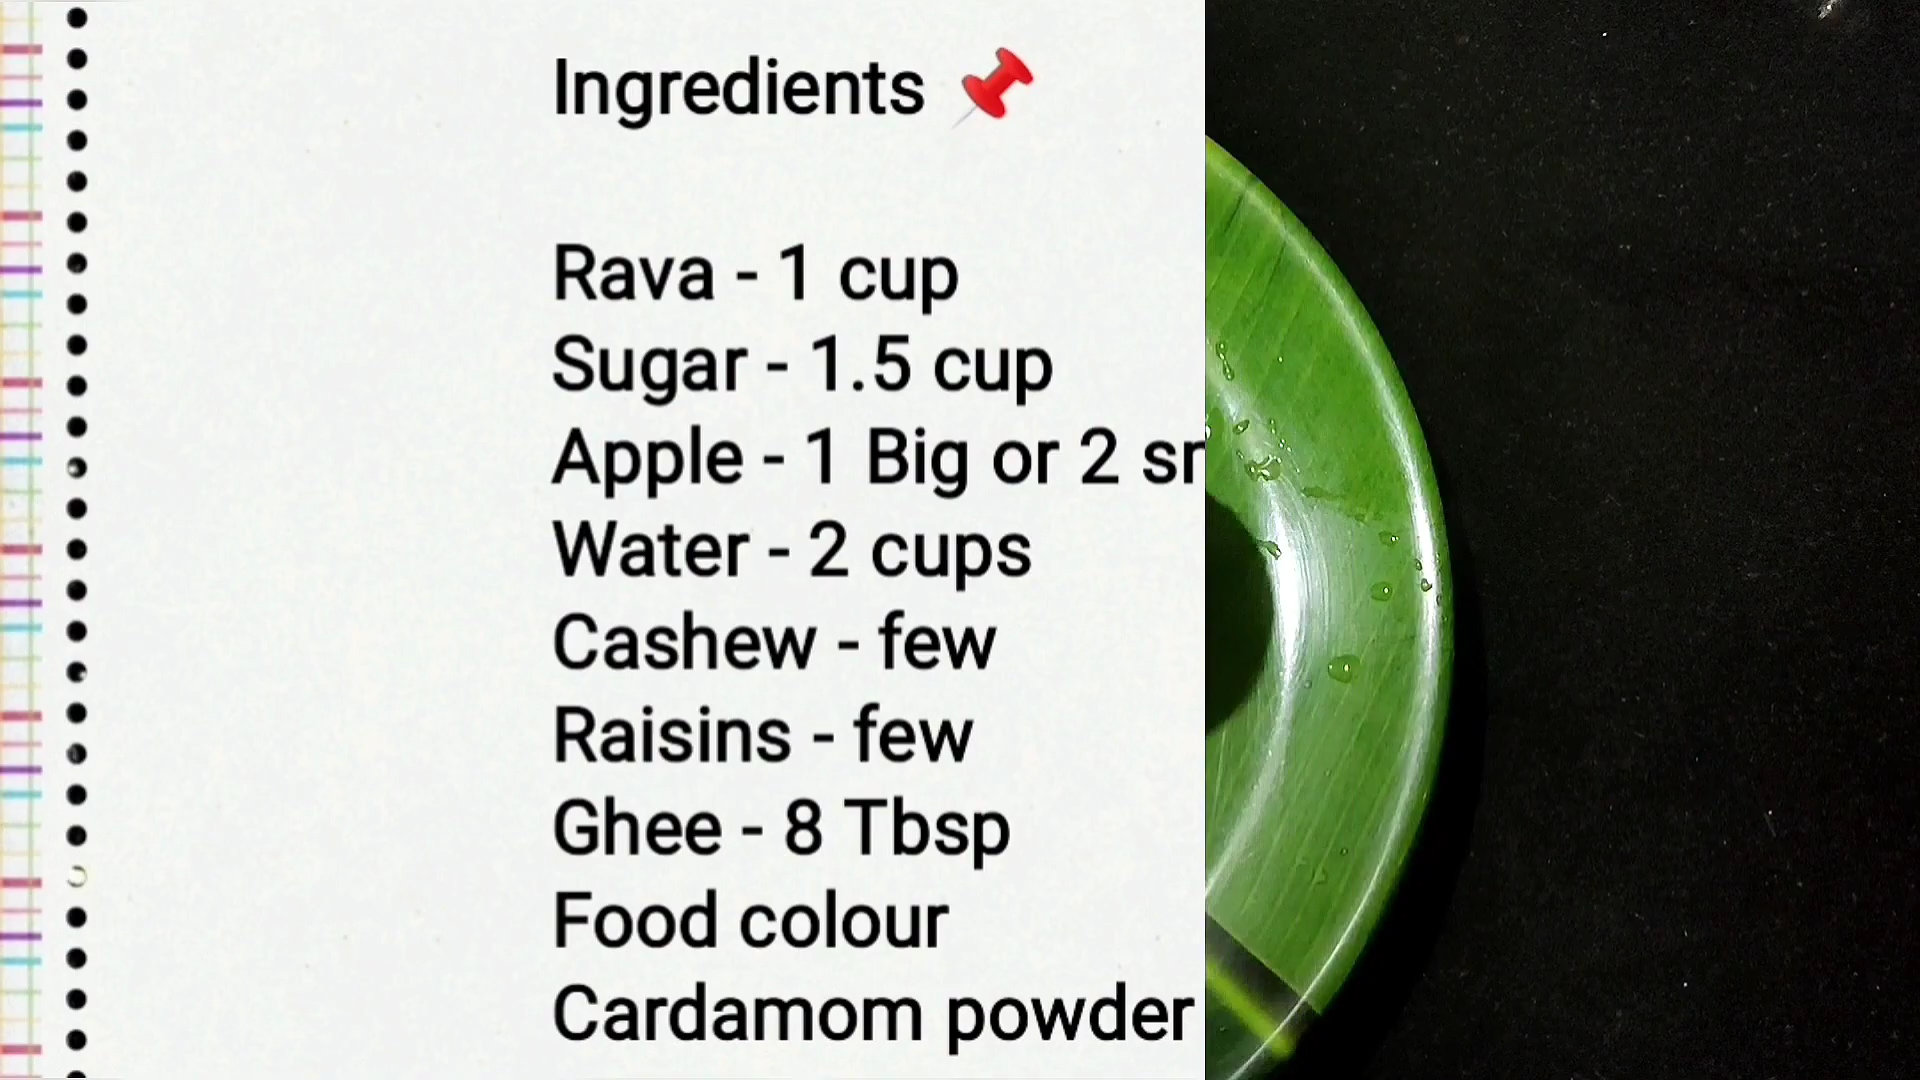 Ingredients 📌
Rava - 1 cup
Sugar - 1.5 cup
Apple - 1 Big or 2
Water - 2 cups
Cashew - few
Raisins - few
Ghee - 8 Tbsp
Food colour
Cardamom powder